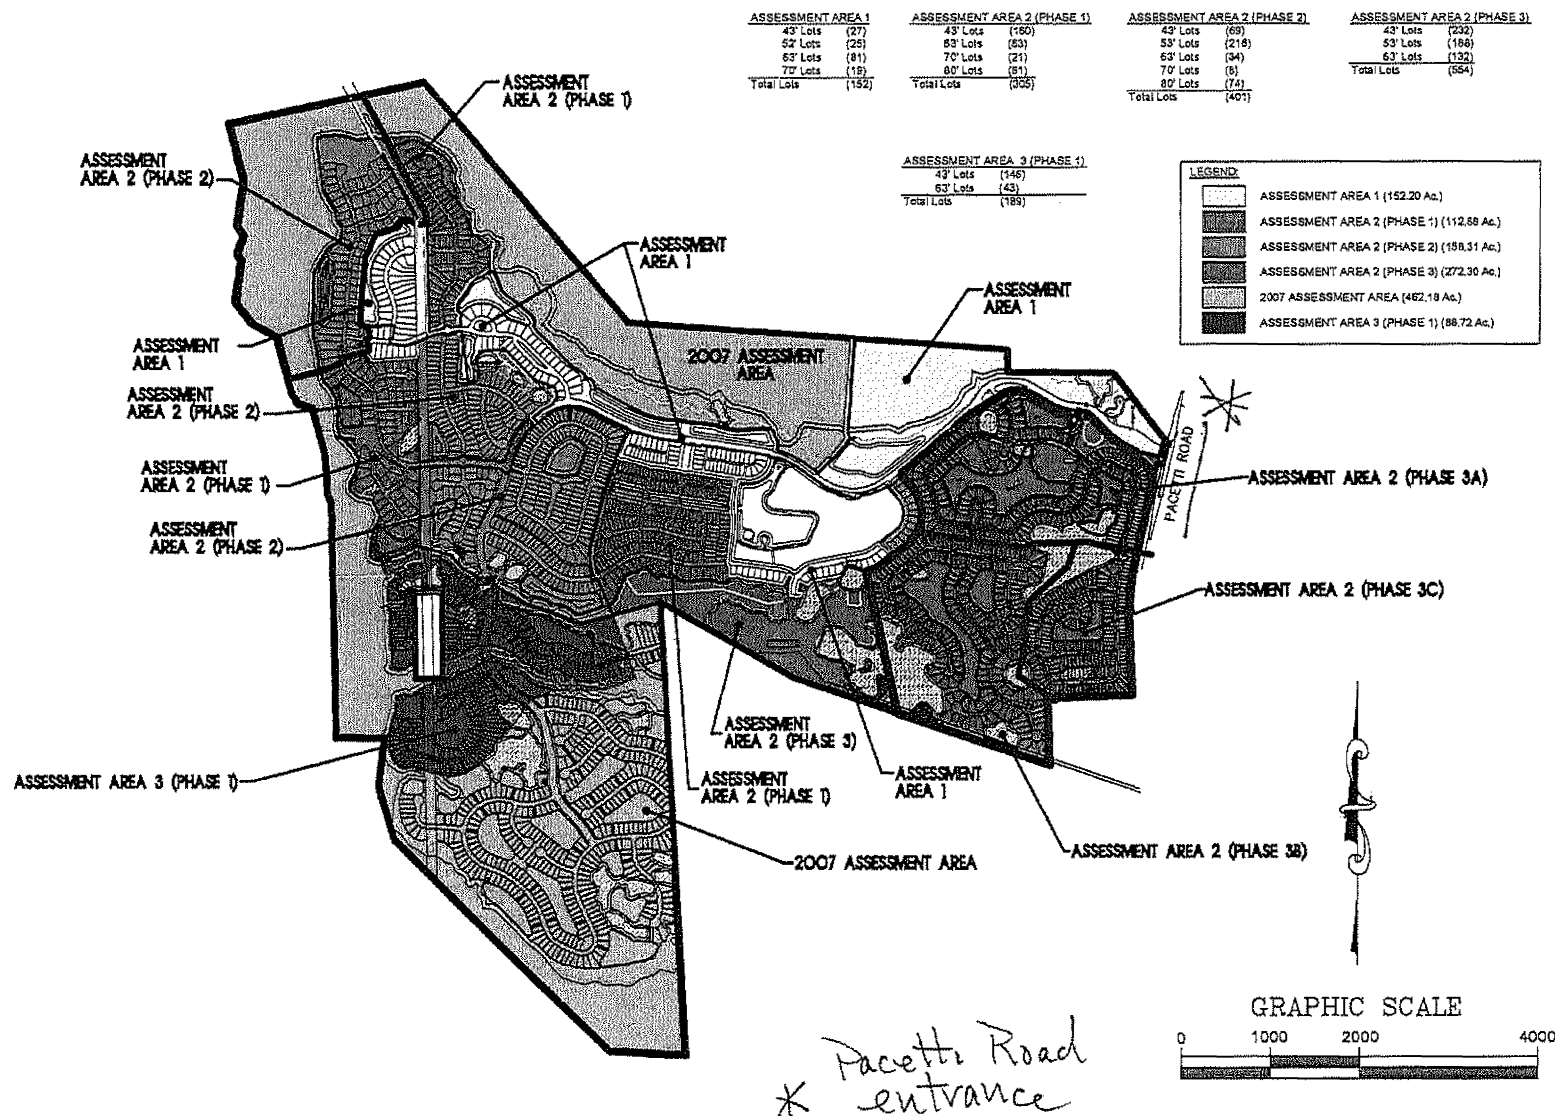 ASSESSMENT AREA 1
43' Lots (27)
52' Lots (25)
63' Lots (81)
70' Lots (19)
Total Lots (152)
ASSESSMENT AREA 2 (PHASE 1)
43' Lots (160)
63' Lots (63)
70' Lots (21)
80' Lots (61)
Total Lots (305)
ASSESSMENT AREA 2 (PHASE 2)
43' Lots (69)
53' Lots (216)
63' Lots (34)
70' Lots (8)
80' Lots (74)
Total Lots (401)
ASSESSMENT AREA 2 (PHASE 3)
43' Lots (232)
53' Lots
63' Lots (132)
Total Lots (554)
ASSESSMENT AREA 3 (PHASE 1)
43' Lots (146)
63' Lots (43)
Total Lots (189)
LEGEND:
ASSESSMENT AREA 1 (152.20 Ac.)
ASSESSMENT AREA 2 (PHASE 1) (112.88 Ac.)
ASSESSMENT AREA 2 (PHASE 2) Ac.)
ASSESSMENT AREA 2 (PHASE 3) (272.30 Ac.)
2007 ASSESSMENT AREA (462.18 Ac.)
ASSESSMENT AREA 3 (PHASE 1) Ac.)
ASSESSMENT
AREA 2 (PHASE 1)
ASSESSMENT
AREA 2 (PHASE 2)
ASSESSMENT
AREA 1
ASSESSMENT
AREA 1
2007 ASSESSMENT
AREA
ASSESSMENT
AREA 1
ASSESSMENT
AREA 2 (PHASE 2)
PACETTI ROAD
ASSESSMENT
AREA 2 (PHASE 1)
ASSESSMENT AREA 2 (PHASE 3A)
ASSESSMENT
AREA 2 (PHASE 2)
ASSESSMENT AREA 2 (PHASE 3C)
ASSESSMENT
AREA 2 (PHASE 3)
ASSESSMENT AREA 3 (PHASE 1)
ASSESSMENT
AREA 2 (PHASE 1)
ASSESSMENT
AREA 1
ASSESSMENT AREA 2 (PHASE 3B)
2007 ASSESSMENT AREA
GRAPHIC SCALE
0 1000 2000 4000
Pacetti Road
* entrance